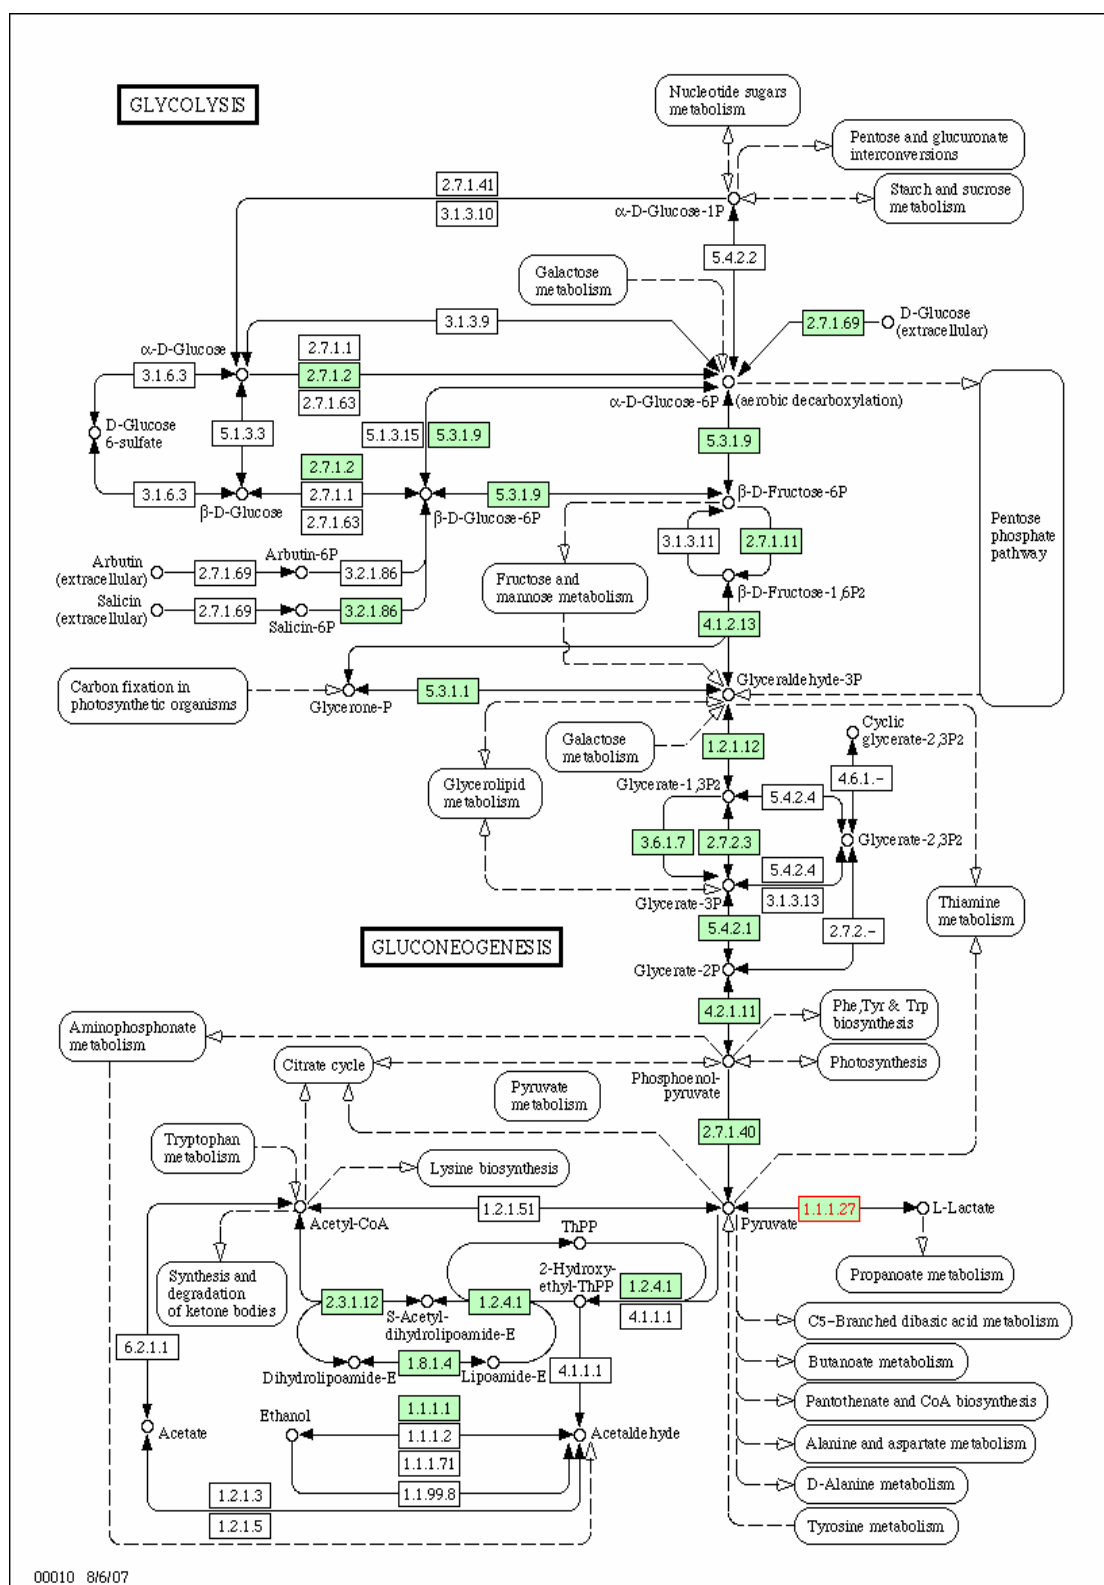 GLYCOLYSIS
Nucleotide sugars
metabolism
Pentose and glucuronate
interconversions
Starch and sucrose
metabolism
2.7.1.41
3.1.3.10
α-D-Glucose-1P
5.4.2.2
Galactose
metabolism
3.1.3.9
2.7.1.69
D-Glucose
(extracellular)
α-D-Glucose
2.7.1.1
3.1.6.3
2.7.1.2
2.7.1.63
α-D-Glucose-6P
(aerobic decarboxylation)
D-Glucose
6-sulfate
5.1.3.3
5.1.3.15
5.3.1.9
5.3.1.9
2.7.1.2
3.1.6.3
2.7.1.1
5.3.1.9
β-D-Fructose-6P
β-D-Glucose
2.7.1.63
β-D-Glucose-6P
Pentose
phosphate
pathway
3.1.3.11
2.7.1.11
Arbutin
(extracellular)
2.7.1.69
Arbutin-6P
3.2.1.86
Fructose and
mannose metabolism
β-D-Fructose-1,6P2
Salicin
(extracellular)
2.7.1.69
Salicin-6P
3.2.1.86
4.1.2.13
Carbon fixation in
photosynthetic organisms
Glycerone-P
5.3.1.1
Glyceraldehyde-3P
Galactose
metabolism
1.2.1.12
Cyclic
glycerate-2,3P2
Glycerolipid
metabolism
Glycerate-1,3P2
5.4.2.4
4.6.1.-
3.6.1.7
2.7.2.3
Glycerate-2,3P2
5.4.2.4
3.1.3.13
Glycerate-3P
Thiamine
metabolism
5.4.2.1
2.7.2.-
GLUCONEOGENESIS
Glycerate-2P
4.2.1.11
Phe,Tyr & Trp
biosynthesis
Aminophosphonate
metabolism
Citrate cycle
Photosynthesis
Phosphoenol-
pyruvate
Pyruvate
metabolism
2.7.1.40
Tryptophan
metabolism
Lysine biosynthesis
Acetyl-CoA
1.2.1.51
Pyruvate
1.1.1.27
L-Lactate
ThPP
Synthesis and
degradation
of ketone bodies
2-Hydroxy-
ethyl-ThPP
Propanoate metabolism
2.3.1.12
1.2.4.1
1.2.4.1
4.1.1.1
S-Acetyl-
dihydrolipoamide-E
C5-Branched dibasic acid metabolism
6.2.1.1
Dihydrolipoamide-E
1.8.1.4
Lipoamide-E
4.1.1.1
Butanoate metabolism
Pantothenate and CoA biosynthesis
Acetate
Ethanol
1.1.1.1
1.1.1.2
1.1.1.71
1.1.99.8
Acetaldehyde
Alanine and aspartate metabolism
D-Alanine metabolism
1.2.1.3
1.2.1.5
Tyrosine metabolism
00010 8/6/07